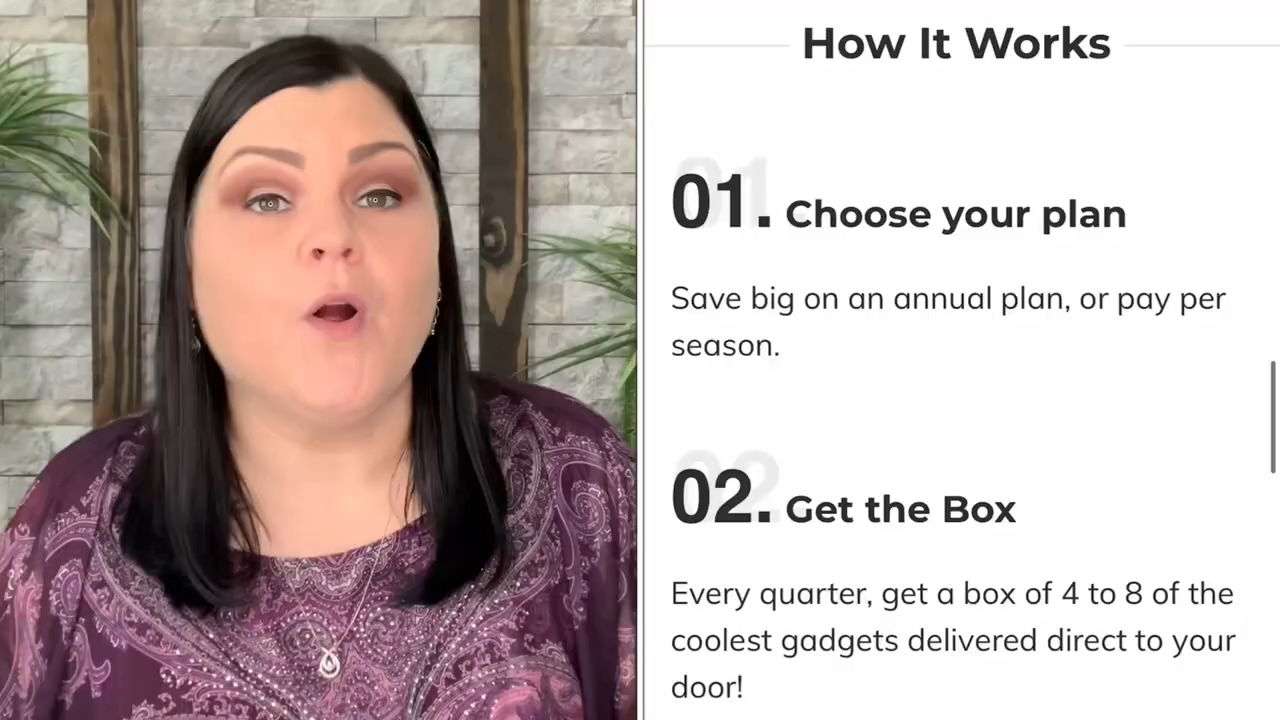 How It Works
01. Choose your plan
Save big on an annual plan, or pay per
season.
02. Get the Box
Every quarter, get a box of 4 to 8 of the
coolest gadgets delivered direct to your
door!